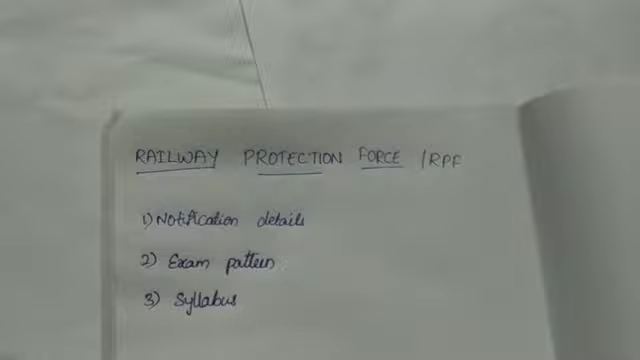 RAILWAY PROTECTION FORCE /RPF
1) Notification details
2) Exam pattern
3) Syllabus